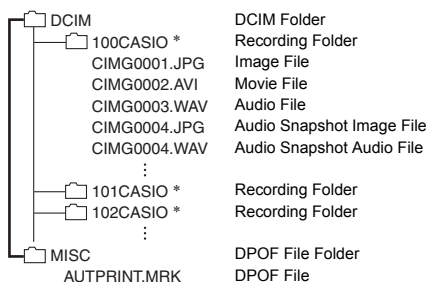 DCIM DCIM Folder
100CASIO * Recording Folder
CIMG0001.JPG Image File
CIMG0002.AVI Movie File
CIMG0003.WAV Audio File
CIMG0004.JPG Audio Snapshot Image File
CIMG0004.WAV Audio Snapshot Audio File
⋮
101CASIO * Recording Folder
102CASIO * Recording Folder
⋮
MISC DPOF File Folder
AUTPRINT.MRK DPOF File